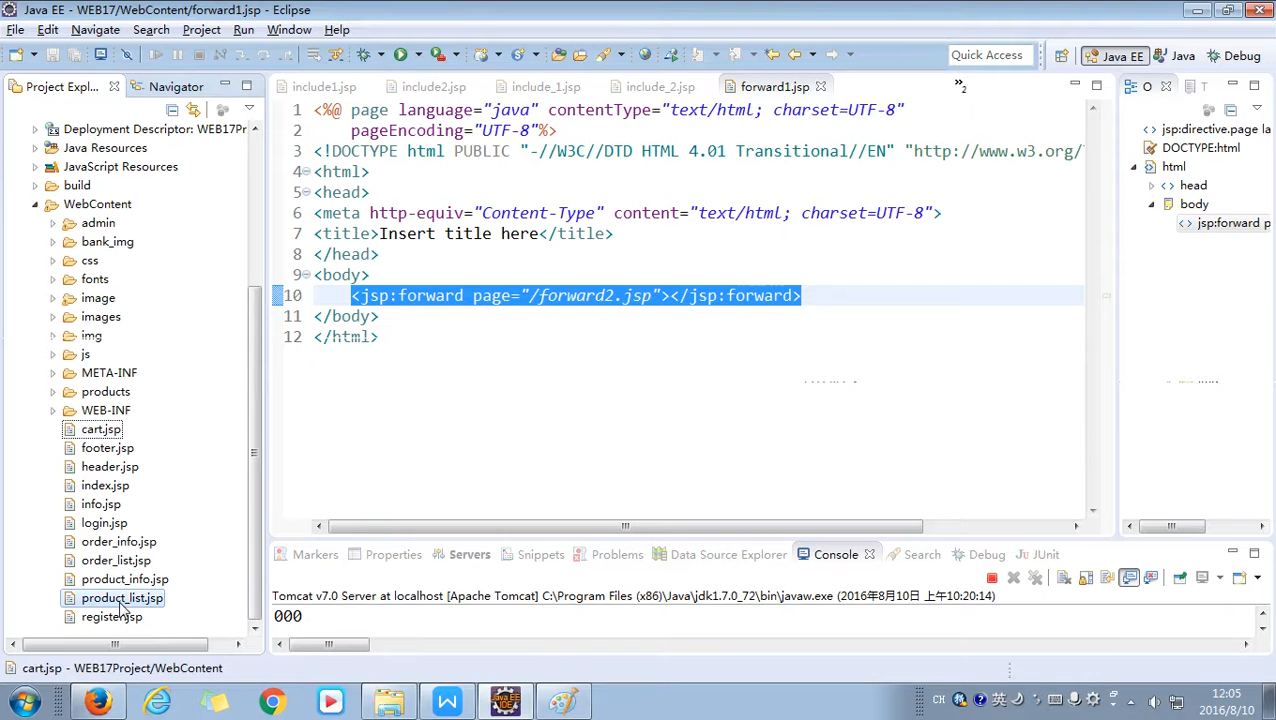 Java EE - WEB17/WebContent/forward1.jsp - Eclipse
File Edit Navigate Search Project Run Window Help
Quick Access Java EE Java Debug
Project Expl... Navigator include1.jsp include2.jsp include_1.jsp include_2.jsp forward1.jsp »2 O T
Deployment Descriptor: WEB17Pr
Java Resources
JavaScript Resources
build
WebContent
admin
bank_img
css
fonts
image
images
img
js
META-INF
products
WEB-INF
cart.jsp
footer.jsp
header.jsp
index.jsp
info.jsp
login.jsp
order_info.jsp
order_list.jsp
product_info.jsp
product_list.jsp
register.jsp
1 <%@ page language="java" contentType="text/html; charset=UTF-8"
2 pageEncoding="UTF-8"%>
3 <!DOCTYPE html PUBLIC "-//W3C//DTD HTML 4.01 Transitional//EN" "http://www.w3.org/
4 <html>
5 <head>
6 <meta http-equiv="Content-Type" content="text/html; charset=UTF-8">
7 <title>Insert title here</title>
8 </head>
9 <body>
10 <jsp:forward page="/forward2.jsp"></jsp:forward>
11 </body>
12 </html>
jsp:directive.page la
DOCTYPE:html
html
head
body
jsp:forward p
Markers Properties Servers Snippets Problems Data Source Explorer Console Search Debug JUnit
Tomcat v7.0 Server at localhost [Apache Tomcat] C:\Program Files (x86)\Java\jdk1.7.0_72\bin\javaw.exe (2016年8月10日 上午10:20:14)
000
cart.jsp - WEB17Project/WebContent
CH 英 12:05
2016/8/10